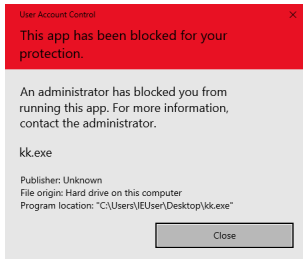 User Account Control
This app has been blocked for your
protection.
An administrator has blocked you from
running this app. For more information,
contact the administrator.
kk.exe
Publisher: Unknown
File origin: Hard drive on this computer
Program location: "C:\Users\IEUser\Desktop\kk.exe"
Close